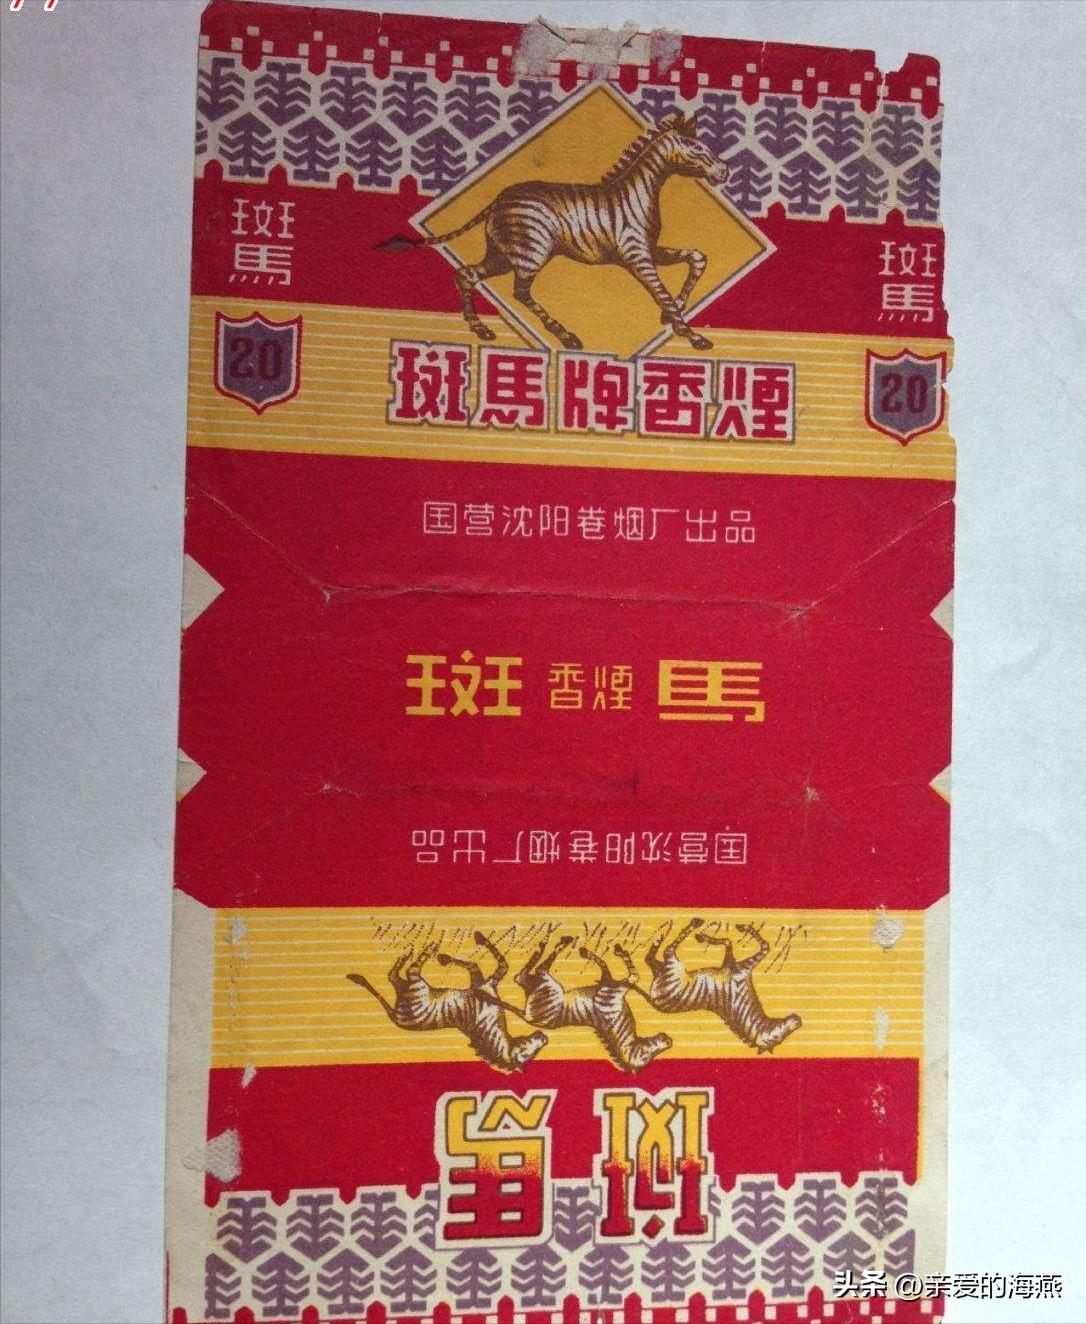 斑馬
斑馬
20
20
斑馬牌香煙
国营沈阳卷烟厂出品
斑香煙馬
国营沈阳卷烟厂出品
斑馬
头条 @亲爱的海燕